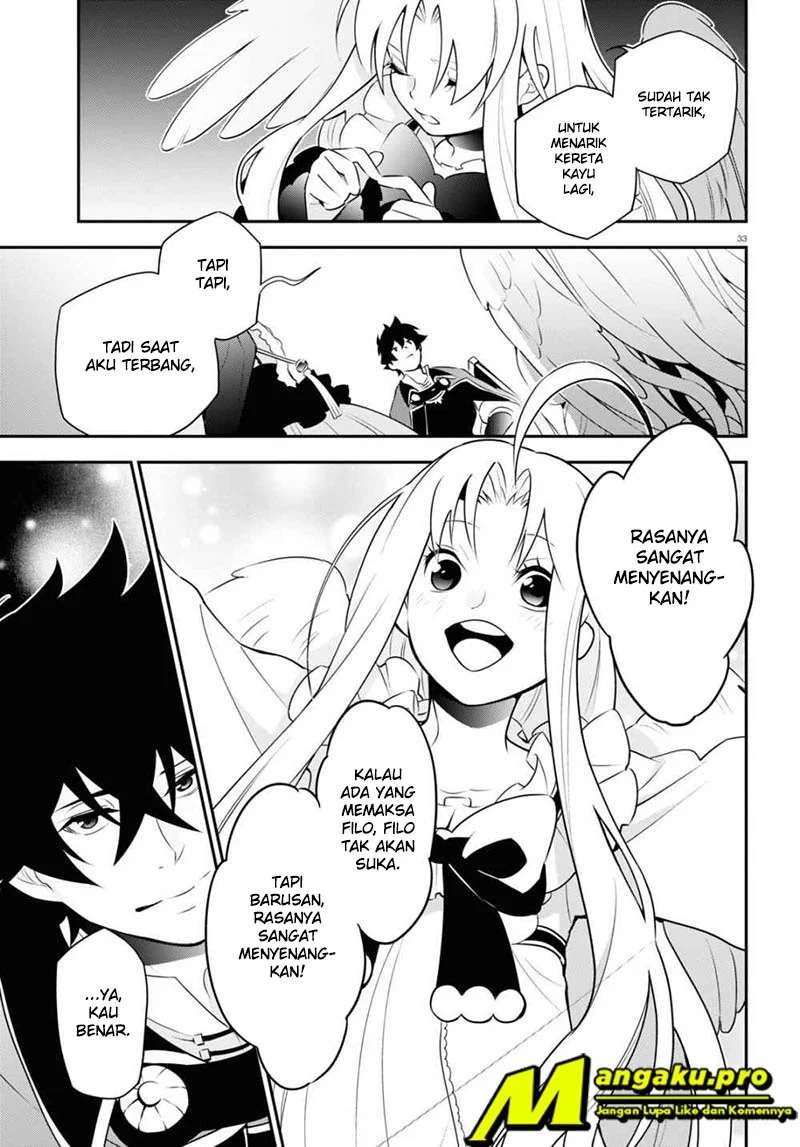 SUDAH TAK
TERTARIK,
UNTUK
MENARIK
KERETA
KAYU
LAGI,
33
TAPI
TAPI,
TADI SAAT
AKU TERBANG,
RASANYA
SANGAT
MENYENANG-
KAN!
KALAU
ADA YANG
MEMAKSA
FILO, FILO
TAK AKAN
SUKA.
TAPI
BARUSAN,
RASANYA
SANGAT
MENYENANG-
KAN!
...YA,
KAU
BENAR.
Mangaku.pro
Jangan Lupa Like dan Komennya